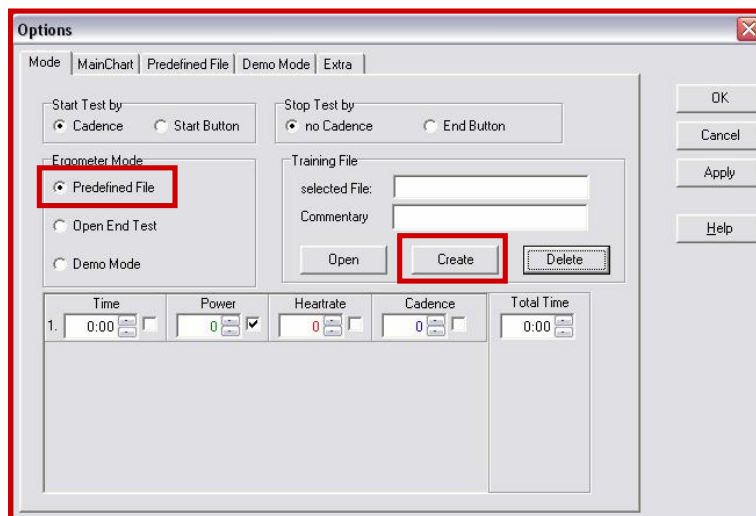 Options
Mode MainChart Predefined File Demo Mode Extra
Start Test by
Cadence Start Button
Stop Test by
no Cadence End Button
OK
Cancel
Apply
Help
Ergometer Mode
Predefined File
Open End Test
Demo Mode
Training File
selected File:
Commentary
Open Create Delete
Time Power Heartrate Cadence Total Time
1. 0:00 0 0 0 0:00